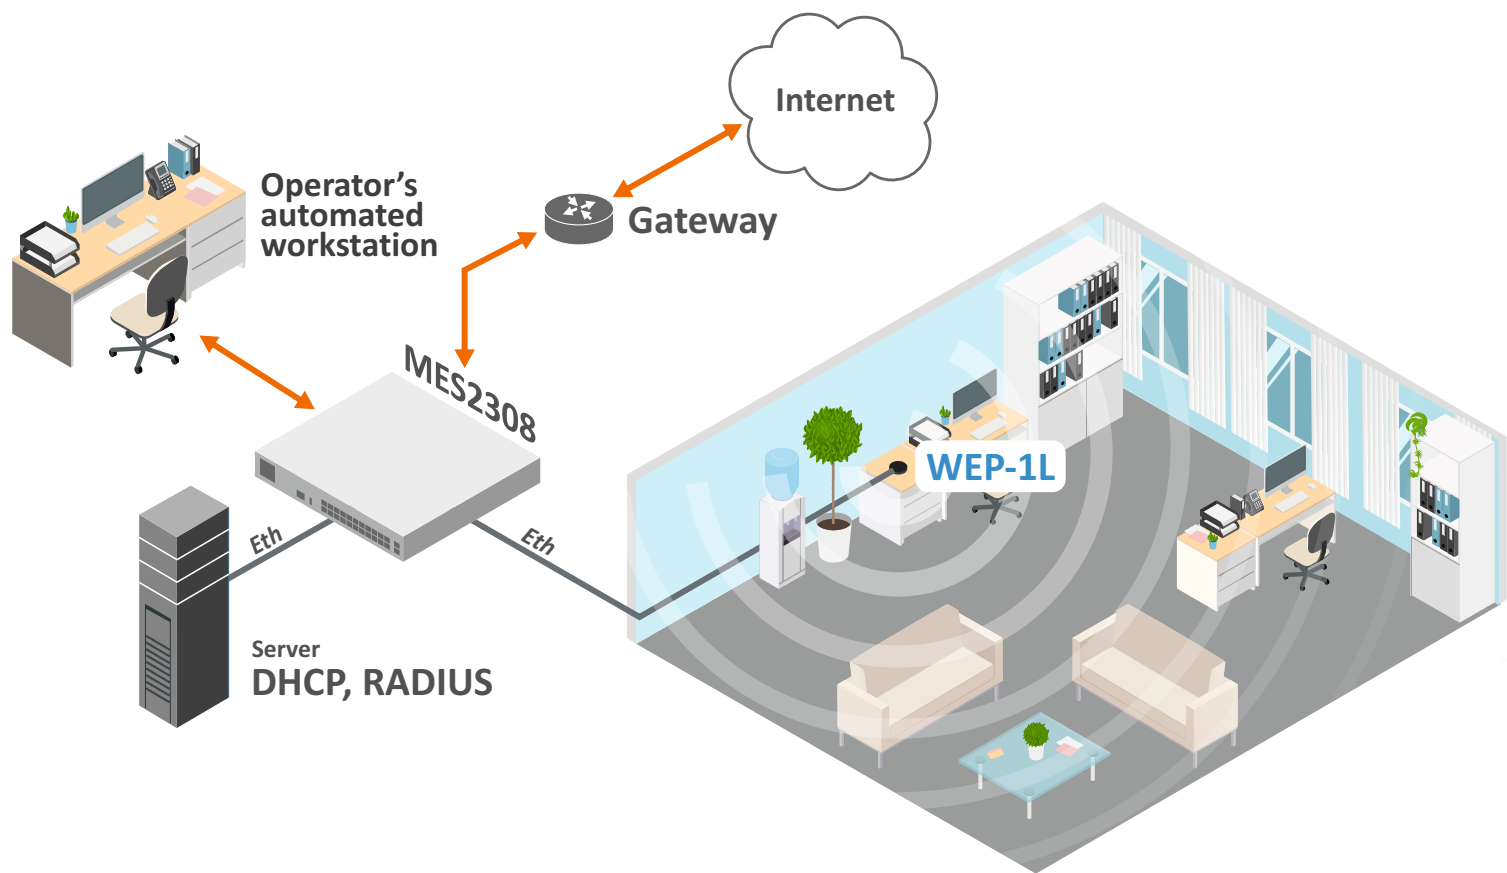 Internet
Operator's
automated
workstation
Gateway
MES2308
WEP-1L
Eth
Eth
Server
DHCP, RADIUS